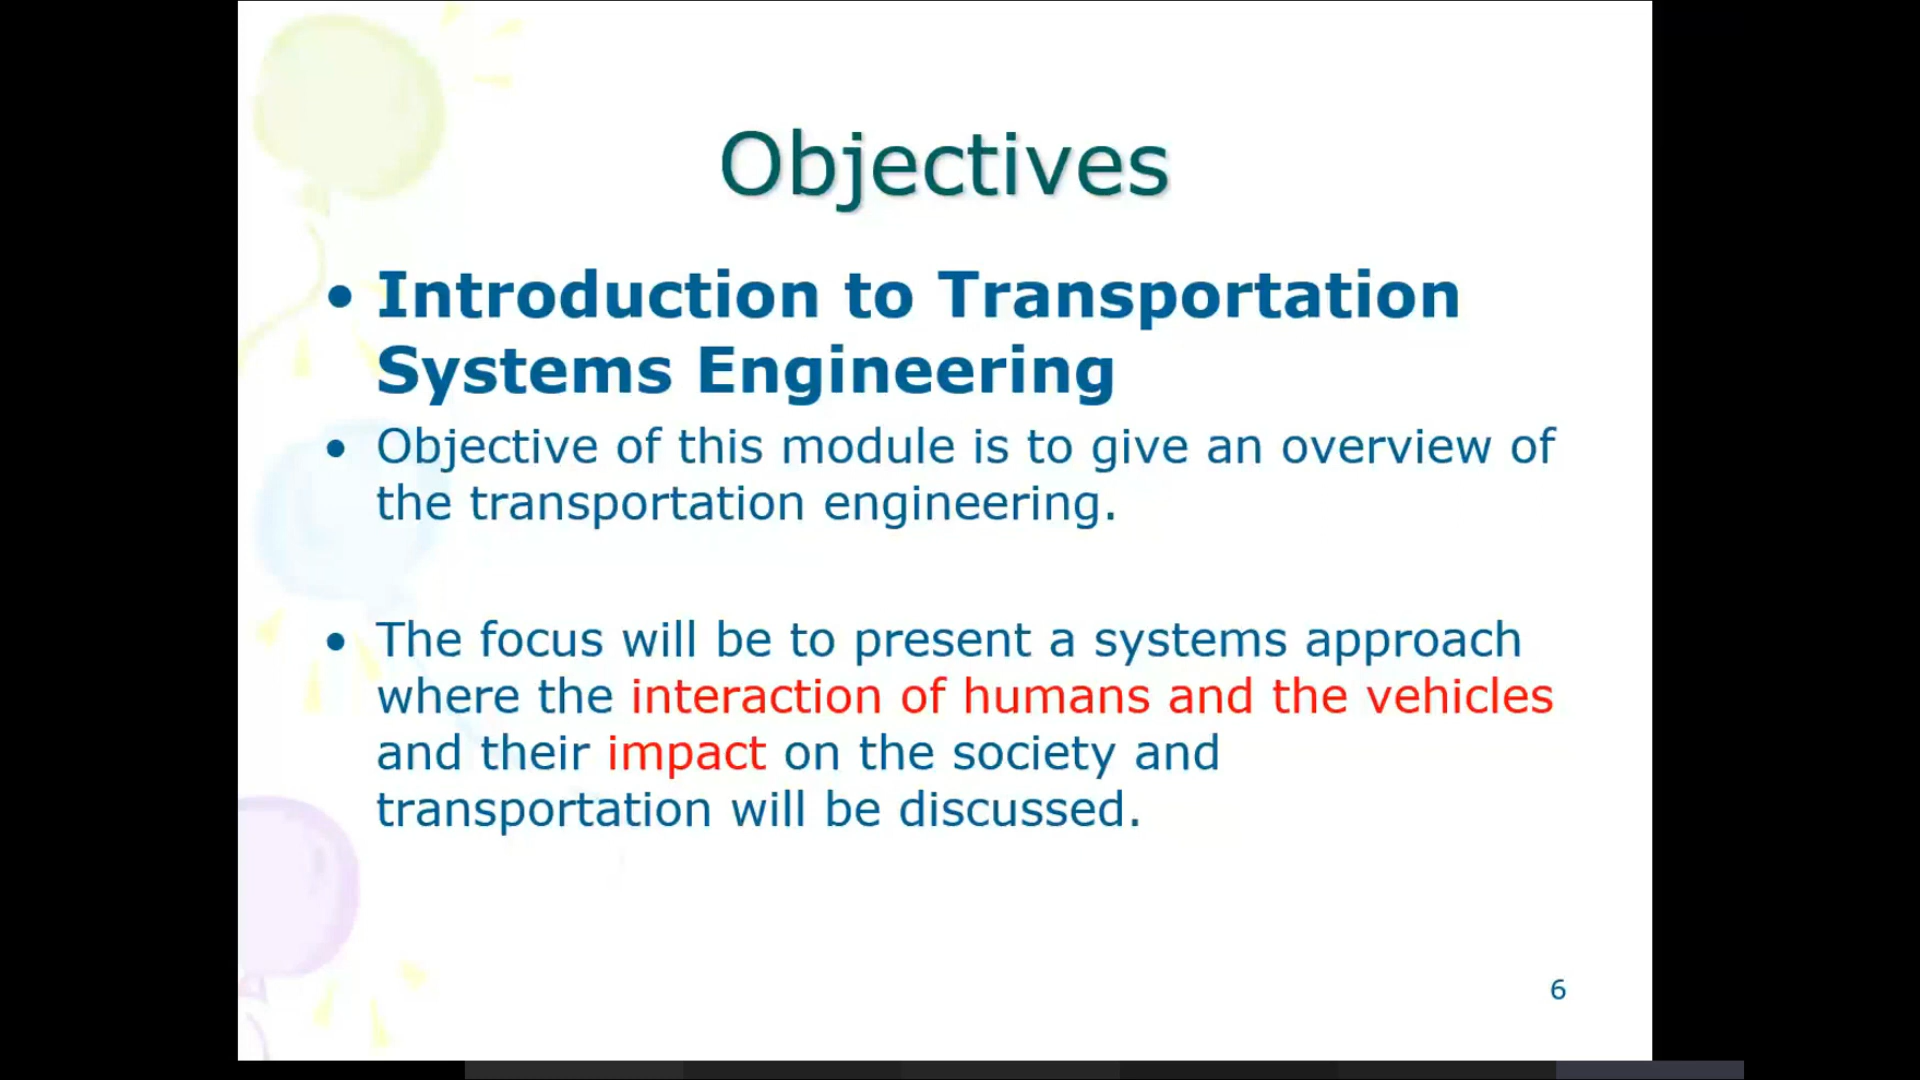 Objectives
• Introduction to Transportation
Systems Engineering
• Objective of this module is to give an overview of
the transportation engineering.
• The focus will be to present a systems approach
where the interaction of humans and the vehicles
and their impact on the society and
transportation will be discussed.
6